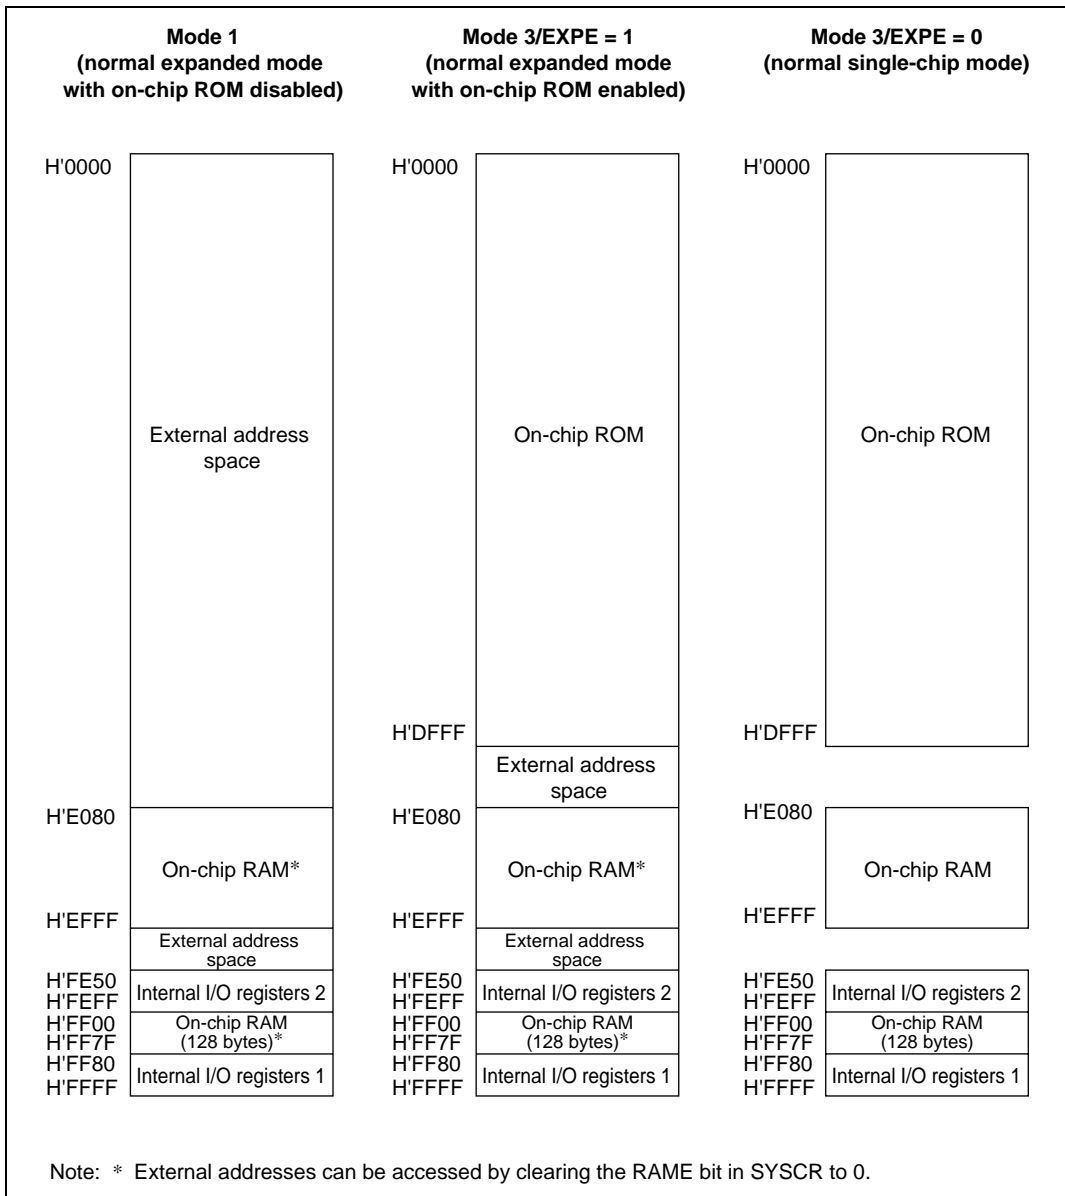 Mode 1
(normal expanded mode
with on-chip ROM disabled)
H'0000
External address
space
H'E080
On-chip RAM*
H'EFFF
External address
space
H'FE50
Internal I/O registers 2
H'FEFF
H'FF00
On-chip RAM
(128 bytes)*
H'FF7F
H'FF80
Internal I/O registers 1
H'FFFF
Mode 3/EXPE = 1
(normal expanded mode
with on-chip ROM enabled)
H'0000
On-chip ROM
H'DFFF
External address
space
H'E080
On-chip RAM*
H'EFFF
External address
space
H'FE50
Internal I/O registers 2
H'FEFF
H'FF00
On-chip RAM
(128 bytes)*
H'FF7F
H'FF80
Internal I/O registers 1
H'FFFF
Mode 3/EXPE = 0
(normal single-chip mode)
H'0000
On-chip ROM
H'DFFF
H'E080
On-chip RAM
H'EFFF
H'FE50
Internal I/O registers 2
H'FEFF
H'FF00
On-chip RAM
(128 bytes)
H'FF7F
H'FF80
Internal I/O registers 1
H'FFFF
Note: * External addresses can be accessed by clearing the RAME bit in SYSCR to 0.